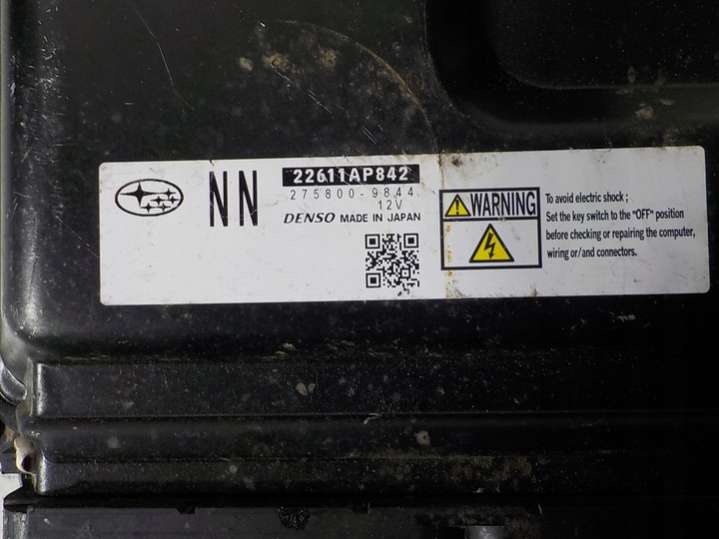 NN
22611AP842
275800-9844
12V
DENSO MADE IN JAPAN
WARNING
To avoid electric shock ;
Set the key switch to the "OFF" position
before checking or repairing the computer,
wiring or/and connectors.